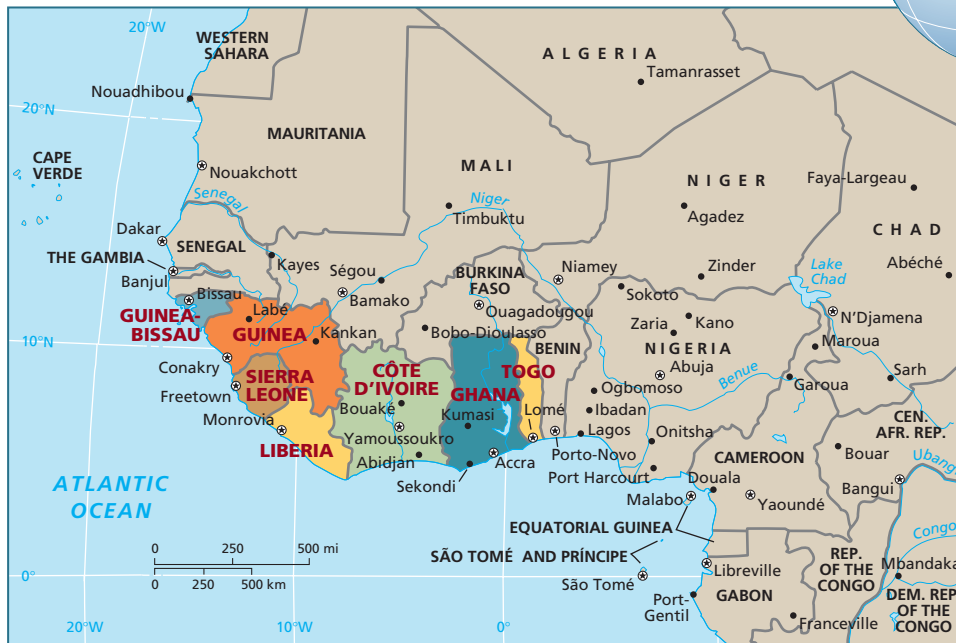 20°W
10°W
0°
WESTERN
SAHARA
ALGERIA
Tamanrasset
Nouadhibou
20°N
20°N
MAURITANIA
CAPE
VERDE
MALI
NIGER
Faya-Largeau
Nouakchott
Senegal
Niger
Timbuktu
Agadez
CHAD
Dakar
SENEGAL
THE GAMBIA
Kayes
Ségou
BURKINA
FASO
Niamey
Zinder
Lake
Chad
Abéché
Banjul
Bissau
Bamako
Ouagadougou
Sokoto
Labé
GUINEA-
BISSAU
GUINEA
Kankan
Bobo-Dioulasso
Zaria
Kano
N'Djamena
10°N
BENIN
NIGERIA
Maroua
Conakry
SIERRA
LEONE
CÔTE
D'IVOIRE
GHANA
TOGO
Abuja
Benue
Garoua
Sarh
Freetown
Ogbomoso
Bouaké
Kumasi
Lomé
Ibadan
Monrovia
Yamoussoukro
Lagos
Onitsha
CEN.
AFR. REP.
LIBERIA
Abidjan
Accra
Porto-Novo
CAMEROON
Bouar
Ubangi
Sekondi
Port Harcourt
Douala
Bangui
ATLANTIC
OCEAN
Malabo
Yaoundé
EQUATORIAL GUINEA
Congo
0 250 500 mi
0 250 500 km
SÃO TOMÉ AND PRÍNCIPE
REP.
OF THE
CONGO
Mbandaka
0°
São Tomé
Libreville
GABON
DEM. REP.
OF THE
CONGO
Port-
Gentil
Franceville
20°W
10°W
0°
10°E